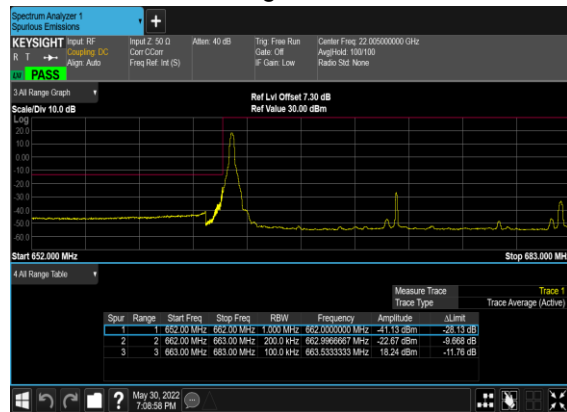 Spectrum Analyzer 1
Spurious Emissions
+
KEYSIGHT Input: RF Input Z: 50 Ω Atten: 40 dB Trig: Free Run Center Freq: 22.005000000 GHz
R T Coupling: DC Corr CCorr Gate: Off Avg|Hold: 100/100
Align: Auto Freq Ref: Int (S) IF Gain: Low Radio Std: None
LW PASS
3 All Range Graph
Ref Lvl Offset 7.30 dB
Scale/Div 10.0 dB Ref Value 30.00 dBm
Log
20.0
10.0
0.00
-10.0
-20.0
-30.0
-40.0
-50.0
-60.0
Start 652.000 MHz Stop 683.000 MH
4 All Range Table
Measure Trace Trace 1
Trace Type Trace Average (Active)
Spur Range Start Freq Stop Freq RBW Frequency Amplitude ΔLimit
1 1 652.00 MHz 662.00 MHz 1.000 MHz 662.0000000 MHz -41.13 dBm -28.13 dB
2 2 662.00 MHz 663.00 MHz 200.0 kHz 662.9966667 MHz -22.67 dBm -9.668 dB
3 3 663.00 MHz 683.00 MHz 100.0 kHz 663.5333333 MHz 18.24 dBm -11.76 dB
? May 30, 2022
7:08:58 PM